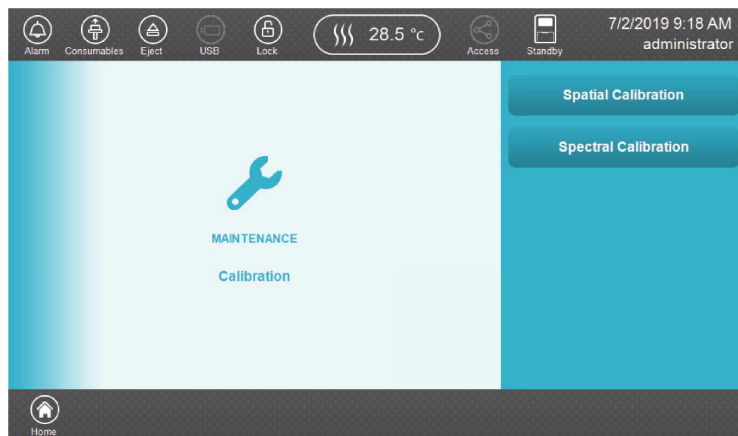 Alarm
Consumables
Eject
USB
Lock
28.5 °c
Access
Standby
7/2/2019 9:18 AM
administrator
Spatial Calibration
Spectral Calibration
MAINTENANCE
Calibration
Home